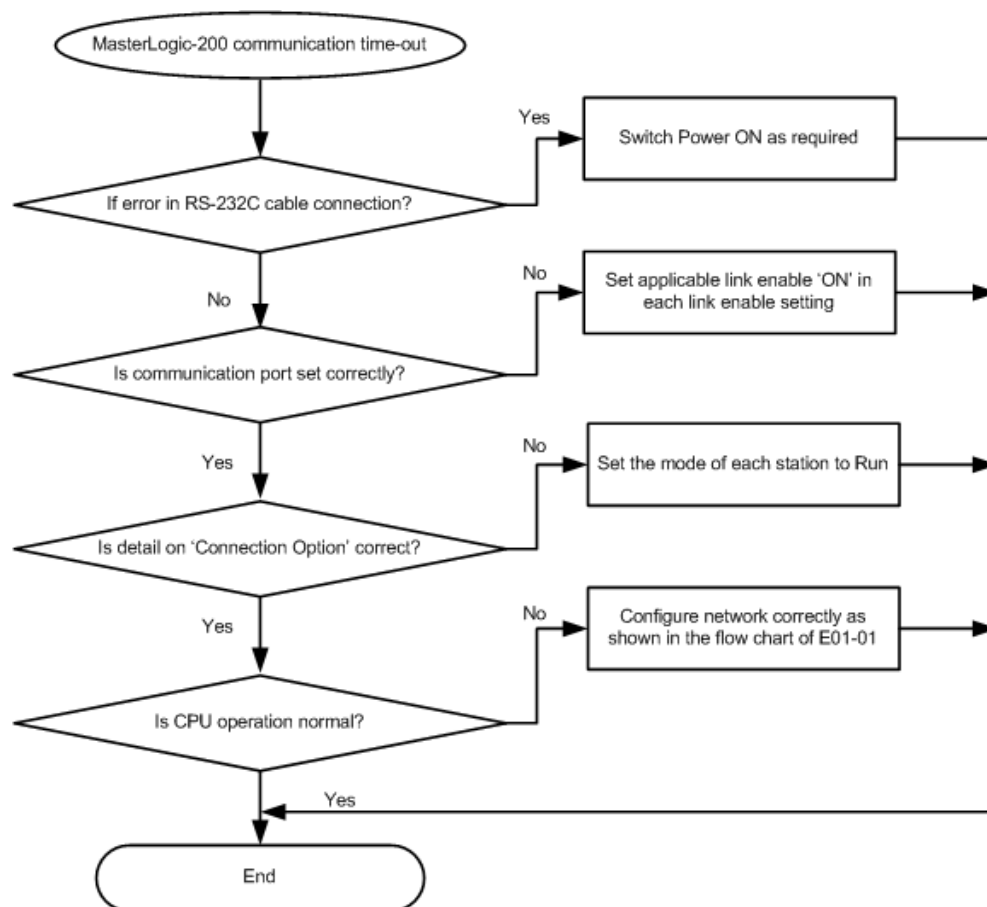 MasterLogic-200 communication time-out
Yes
Switch Power ON as required
If error in RS-232C cable connection?
No
No
Set applicable link enable ‘ON’ in
each link enable setting
Is communication port set correctly?
Yes
No
Set the mode of each station to Run
Is detail on ‘Connection Option’ correct?
Yes
No
Configure network correctly as
shown in the flow chart of E01-01
Is CPU operation normal?
Yes
End